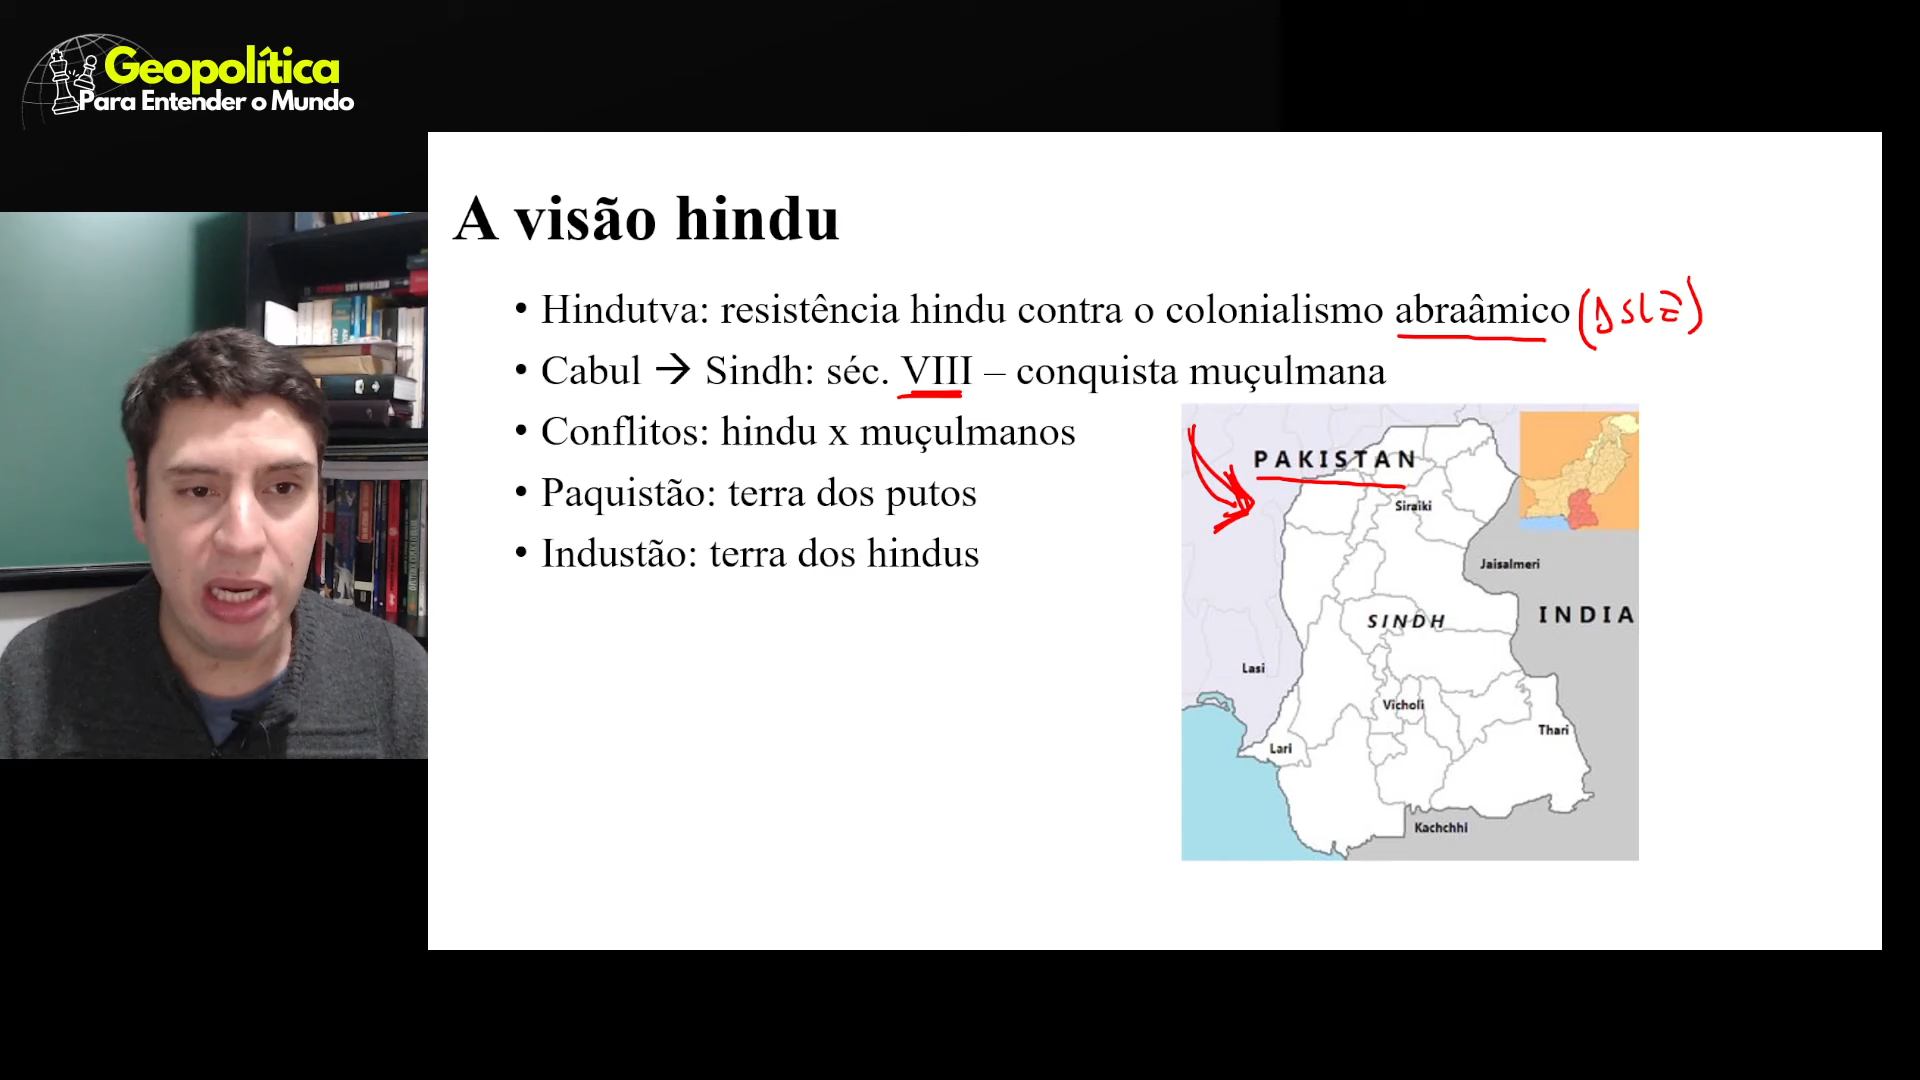 Geopolítica
Para Entender o Mundo
A visão hindu
• Hindutva: resistência hindu contra o colonialismo abraâmico
• Cabul → Sindh: séc. VIII – conquista muçulmana
• Conflitos: hindu x muçulmanos
• Paquistão: terra dos putos
• Industão: terra dos hindus
PAKISTAN
Siraiki
Jaisalmeri
INDIA
SINDH
Lasi
Vicholi
Thari
Lari
Kachchhi